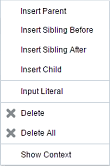 Insert Parent
Insert Sibling Before
Insert Sibling After
Insert Child
Input Literal
Delete
Delete All
Show Context